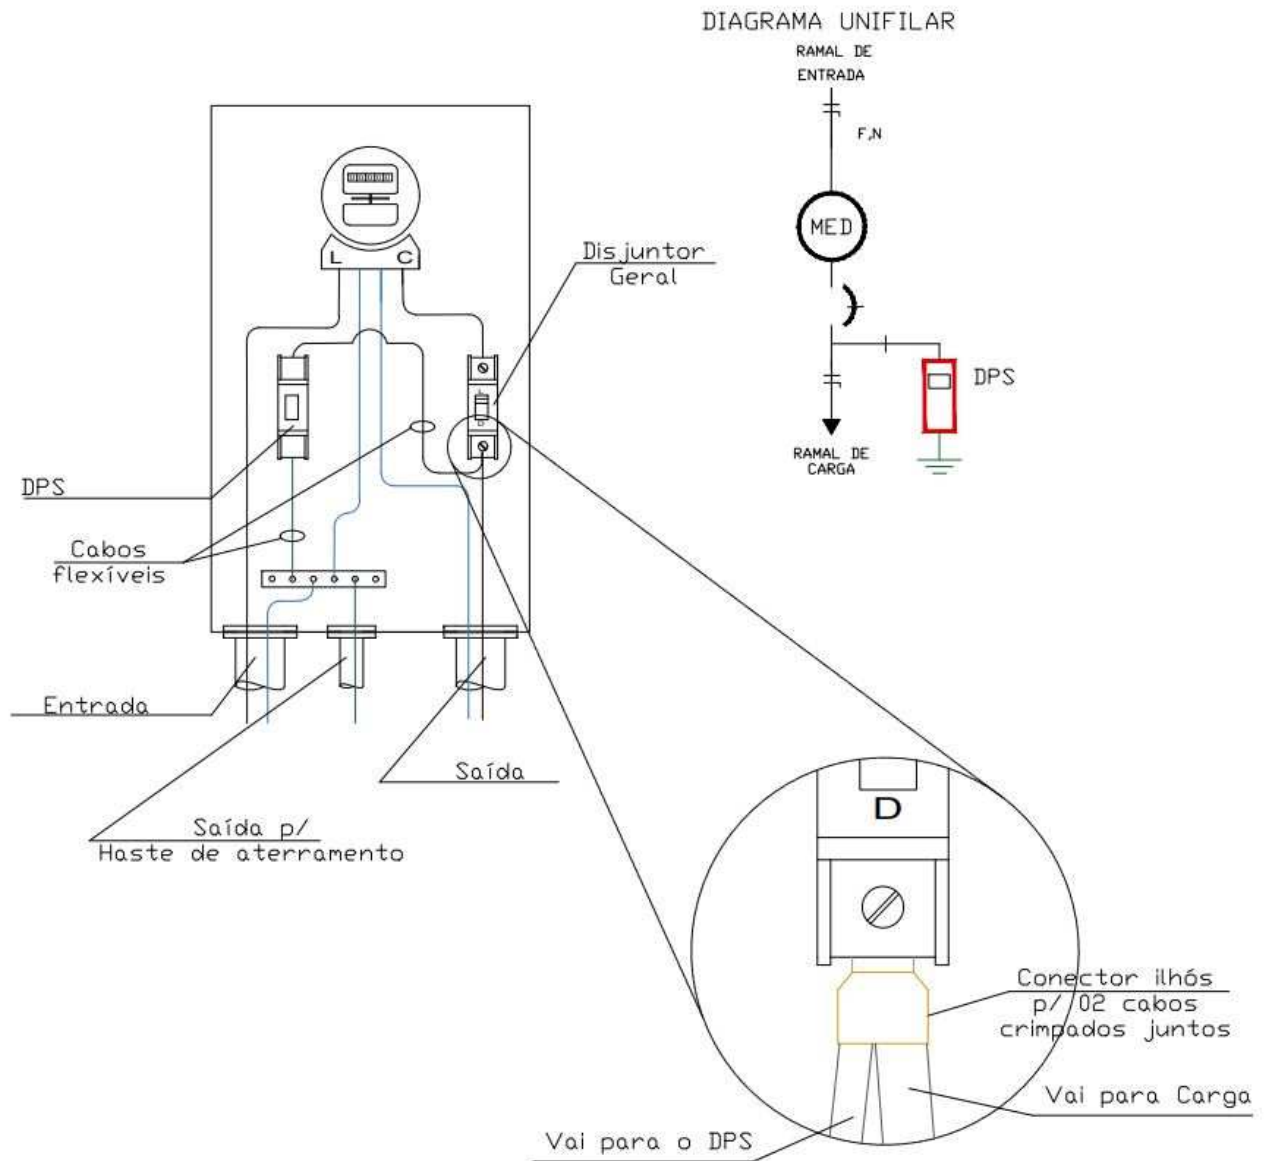 DIAGRAMA UNIFILAR
RAMAL DE
ENTRADA
F,N
MED
DPS
RAMAL DE
CARGA
L
C
Disjuntor
Geral
DPS
Cabos
flexíveis
Entrada
Saída
Saída p/
Haste de aterramento
D
Conector ilhós
p/ 02 cabos
crimpados juntos
Vai para Carga
Vai para o DPS